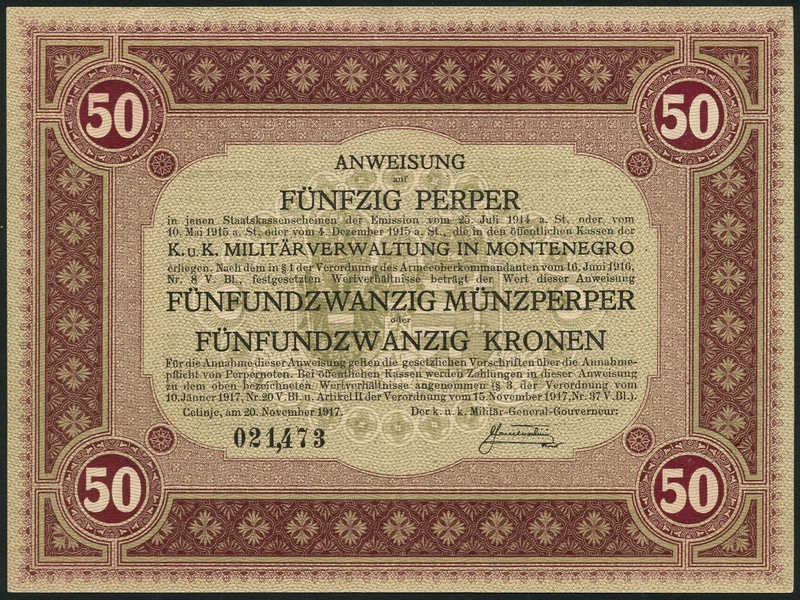 50 50
ANWEISUNG
auf
FÜNFZIG PERPER
in jenen Staatskassenscheinen der Emission vom 25. Juli 1914 a. St. oder vom
10. Mai 1915 a. St. oder vom 4. Dezember 1915 a. St., die in den öffentlichen Kassen der
K. u. K. MILITÄRVERWALTUNG IN MONTENEGRO
erliegen. Nach dem in § 1 der Verordnung des Armeeoberkommandanten vom 16. Juni 1916,
Nr. 8 V. Bl., festgesetzten Wertverhältnisse beträgt der Wert dieser Anweisung
FÜNFUNDZWANZIG MÜNZPERPER
oder
FÜNFUNDZWANZIG KRONEN
Für die Annahme dieser Anweisung gelten die gesetzlichen Vorschriften über die Annahme-
pflicht von Perpernoten. Bei öffentlichen Kassen werden Zahlungen in dieser Anweisung
zu dem oben bezeichneten Wertverhältnisse angenommen (§ 3 der Verordnung vom
10. Jänner 1917, Nr. 20 V. Bl. u. Artikel II der Verordnung vom 15. November 1917, Nr. 37 V. Bl.).
Cetinje, am 20. November 1917. Der k. u. k. Militär-General-Gouverneur:
021,473
50 50